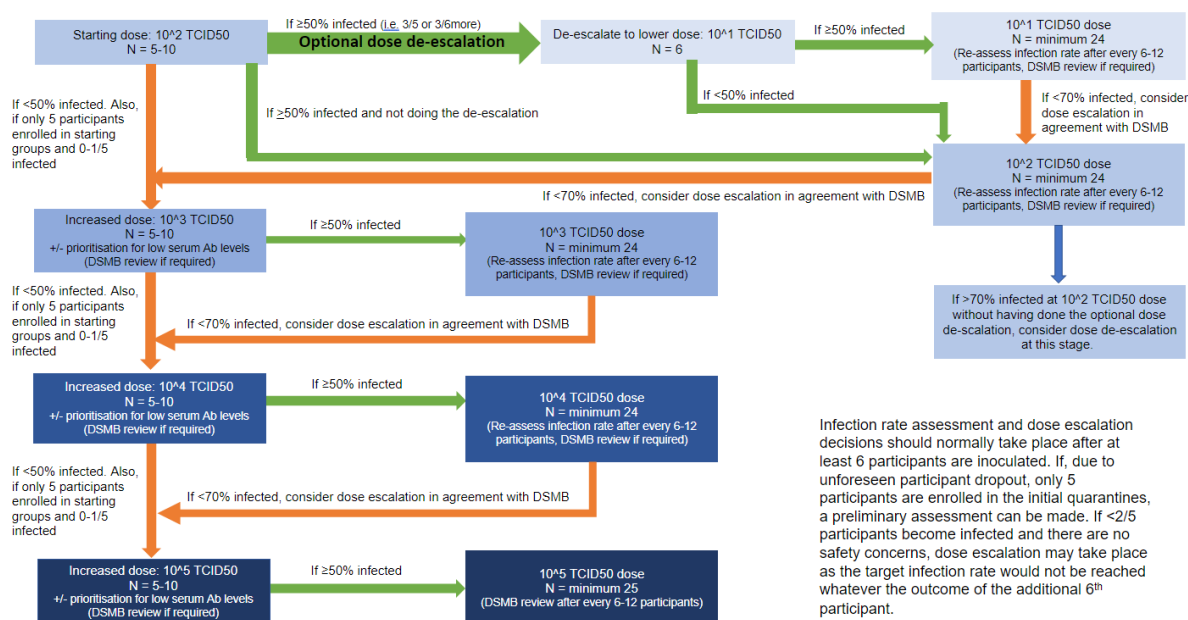 Starting dose: 10^2 TCID50
N = 5-10
If ≥50% infected (i.e. 3/5 or 3/6more)
Optional dose de-escalation
De-escalate to lower dose: 10^1 TCID50
N = 6
If ≥50% infected
10^1 TCID50 dose
N = minimum 24
(Re-assess infection rate after every 6-12
participants, DSMB review if required)
If <50% infected. Also,
if only 5 participants
enrolled in starting
groups and 0-1/5
infected
If ≥50% infected and not doing the de-escalation
If <50% infected
If <70% infected, consider
dose escalation in
agreement with DSMB
10^2 TCID50 dose
N = minimum 24
(Re-assess infection rate after every 6-12
participants, DSMB review if required)
If <70% infected, consider dose escalation in agreement with DSMB
Increased dose: 10^3 TCID50
N = 5-10
+/- prioritisation for low serum Ab levels
(DSMB review if required)
If ≥50% infected
10^3 TCID50 dose
N = minimum 24
(Re-assess infection rate after every 6-12
participants, DSMB review if required)
If >70% infected at 10^2 TCID50 dose
without having done the optional dose
de-scalation, consider dose de-escalation
at this stage.
If <50% infected. Also,
if only 5 participants
enrolled in starting
groups and 0-1/5
infected
If <70% infected, consider dose escalation in agreement with DSMB
Increased dose: 10^4 TCID50
N = 5-10
+/- prioritisation for low serum Ab levels
(DSMB review if required)
If ≥50% infected
10^4 TCID50 dose
N = minimum 24
(Re-assess infection rate after every 6-12
participants, DSMB review if required)
If <50% infected. Also,
if only 5 participants
enrolled in starting
groups and 0-1/5
infected
If <70% infected, consider dose escalation in agreement with DSMB
Increased dose: 10^5 TCID50
N = 5-10
+/- prioritisation for low serum Ab levels
(DSMB review if required)
If ≥50% infected
10^5 TCID50 dose
N = minimum 25
(DSMB review after every 6-12 participants)
Infection rate assessment and dose escalation
decisions should normally take place after at
least 6 participants are inoculated. If, due to
unforeseen participant dropout, only 5
participants are enrolled in the initial quarantines,
a preliminary assessment can be made. If <2/5
participants become infected and there are no
safety concerns, dose escalation may take place
as the target infection rate would not be reached
whatever the outcome of the additional 6th
participant.